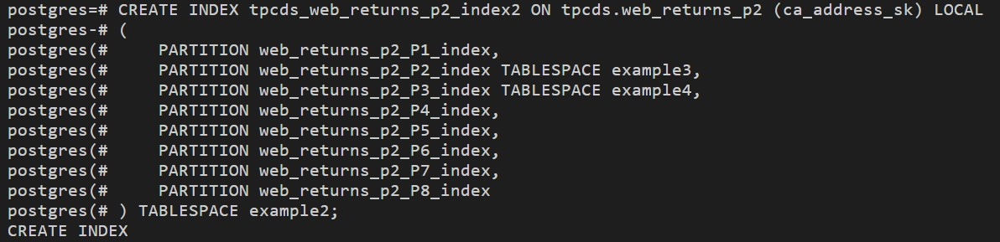 postgres=# CREATE INDEX tpcds_web_returns_p2_index2 ON tpcds.web_returns_p2 (ca_address_sk) LOCAL
postgres-# (
postgres(#     PARTITION web_returns_p2_P1_index,
postgres(#     PARTITION web_returns_p2_P2_index TABLESPACE example3,
postgres(#     PARTITION web_returns_p2_P3_index TABLESPACE example4,
postgres(#     PARTITION web_returns_p2_P4_index,
postgres(#     PARTITION web_returns_p2_P5_index,
postgres(#     PARTITION web_returns_p2_P6_index,
postgres(#     PARTITION web_returns_p2_P7_index,
postgres(#     PARTITION web_returns_p2_P8_index
postgres(# ) TABLESPACE example2;
CREATE INDEX